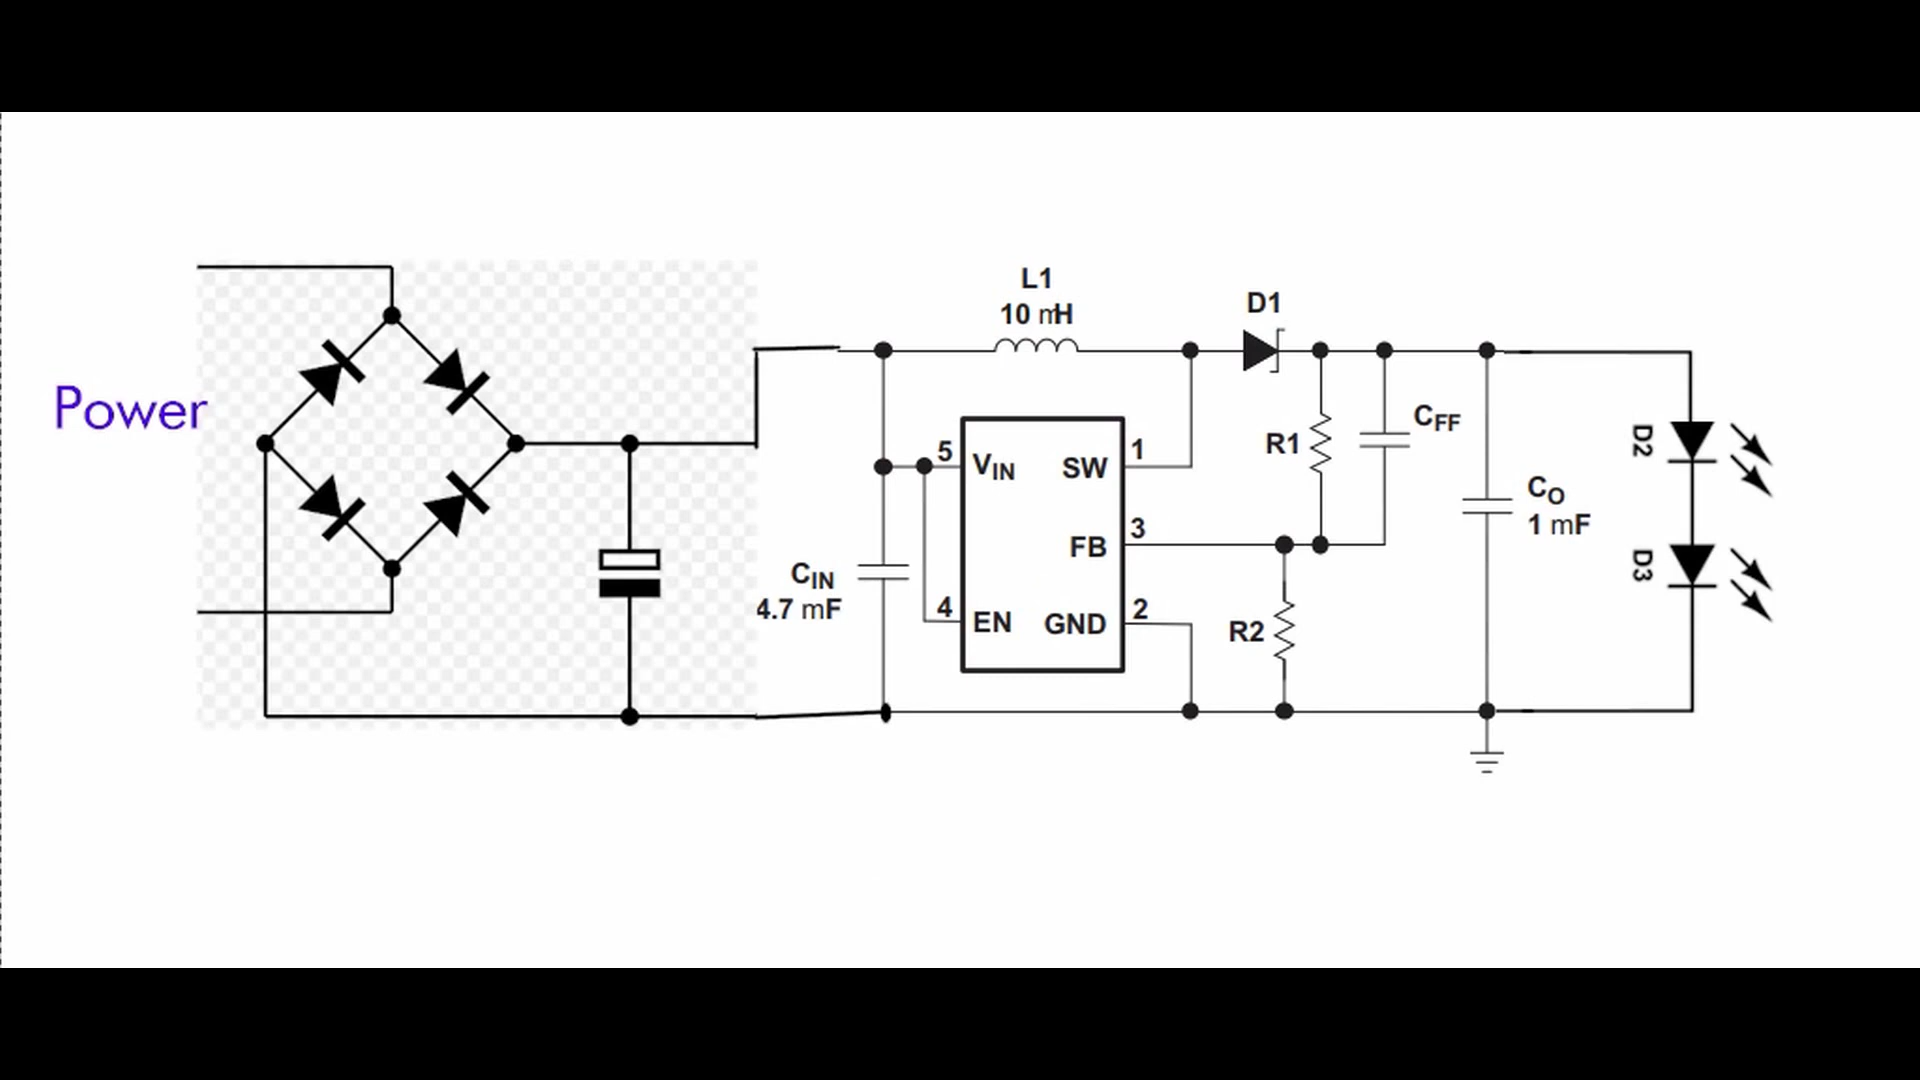 Power
L1
10 mH
D1
CIN
4.7 mF
5
VIN
SW
1
FB
3
4
EN
GND
2
R1
CFF
R2
CO
1 mF
D2
D3